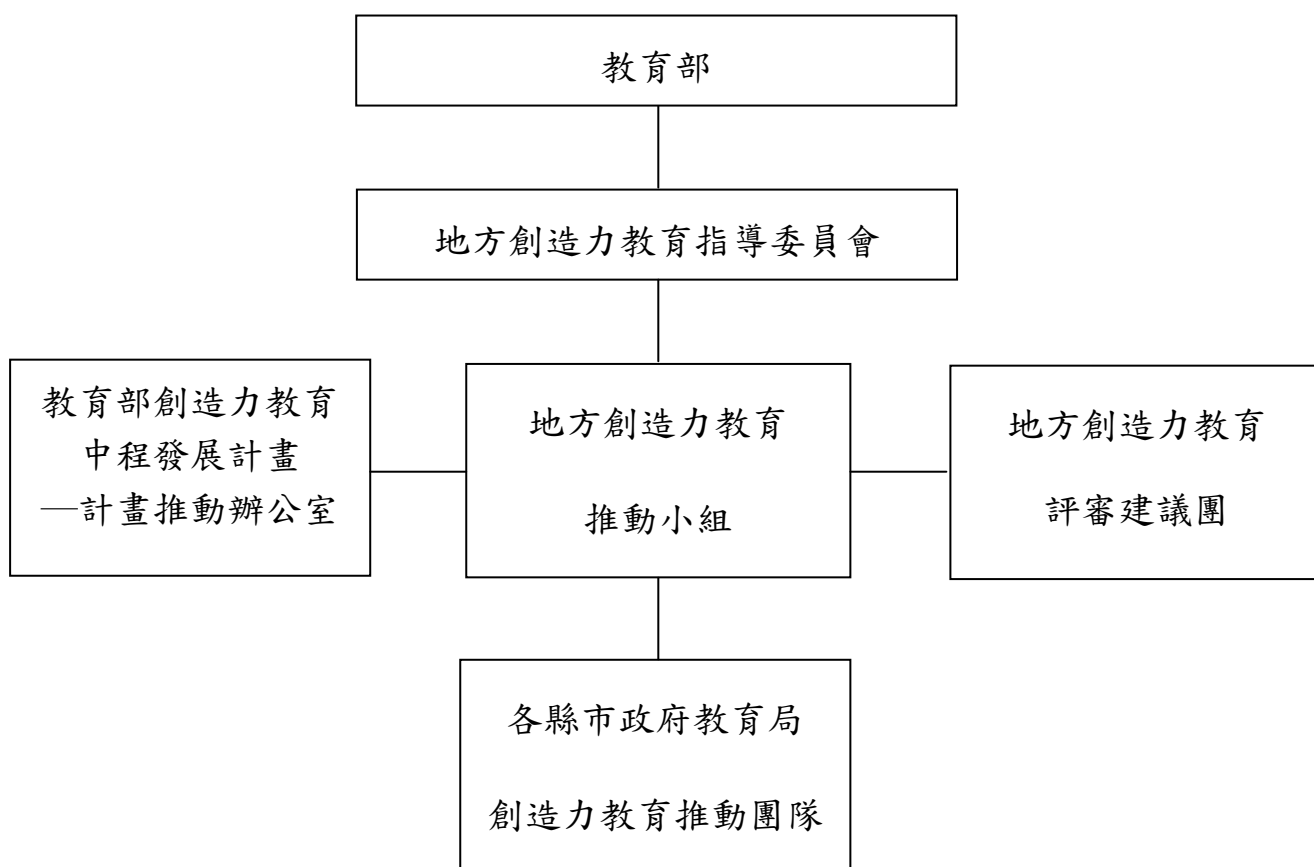 教育部
地方創造力教育指導委員會
教育部創造力教育
中程發展計畫
—計畫推動辦公室
地方創造力教育
推動小組
地方創造力教育
評審建議團
各縣市政府教育局
創造力教育推動團隊